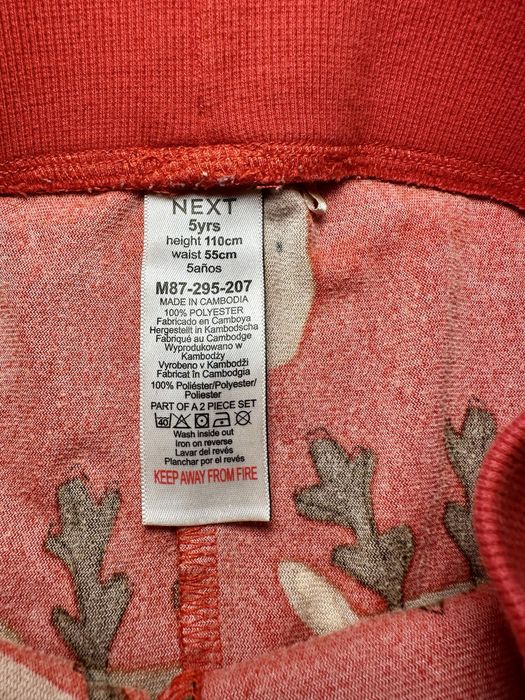 NEXT
5yrs
height 110cm
waist 55cm
5años
M87-295-207
MADE IN CAMBODIA
100% POLYESTER
Fabricado en Camboya
Hergestellt in Kambodscha
Fabriqué au Cambodge
Wyprodukowano w
Kambodży
Vyrobeno v Kambodži
Fabricat în Cambodgia
100% Poliéster/Polyester/
Poliester
PART OF A 2 PIECE SET
40
Wash inside out
Iron on reverse
Lavar del revés
Planchar por el revés
KEEP AWAY FROM FIRE